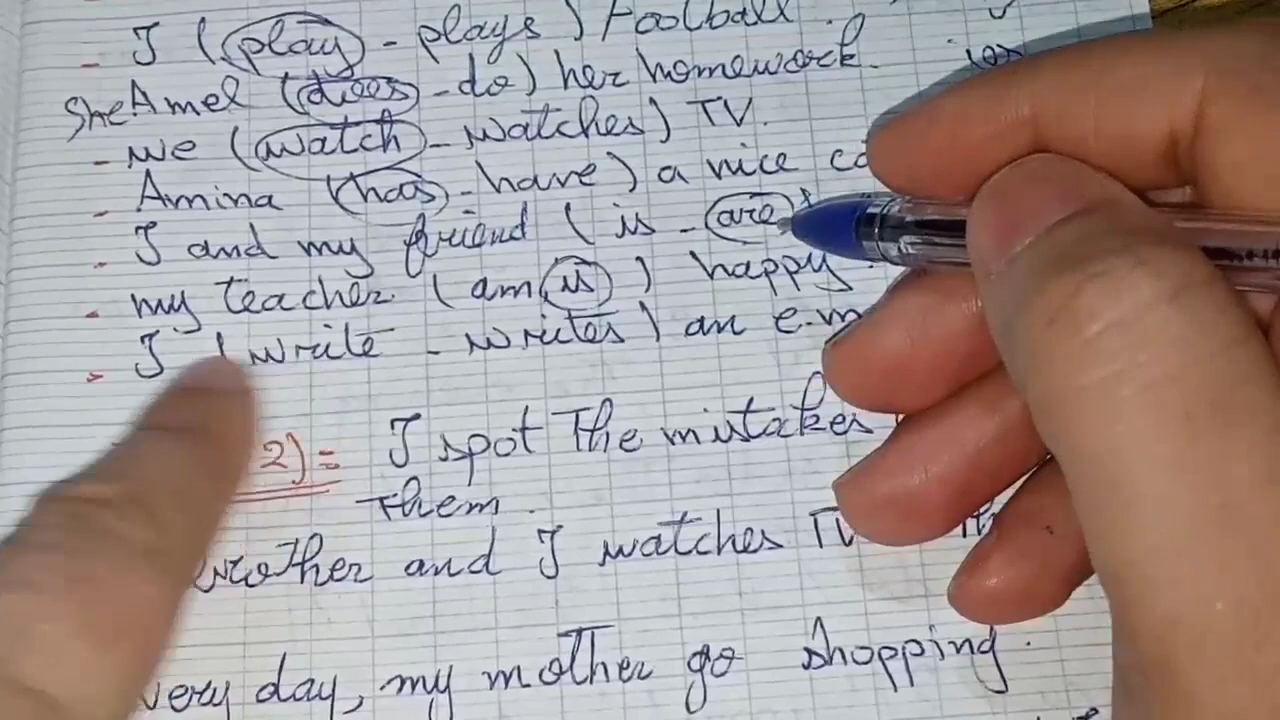 - I (play - plays) Football.
She Amel (does - do) her homework.
- we (watch - watches) TV.
- Amina (has - have) a nice
- I and my friend (is - are)
- my teacher (am, is) happy.
- I (write - writes) an e.m
2) = I spot the mistakes
them.
brother and I watches TV
very day, my mother go shopping.